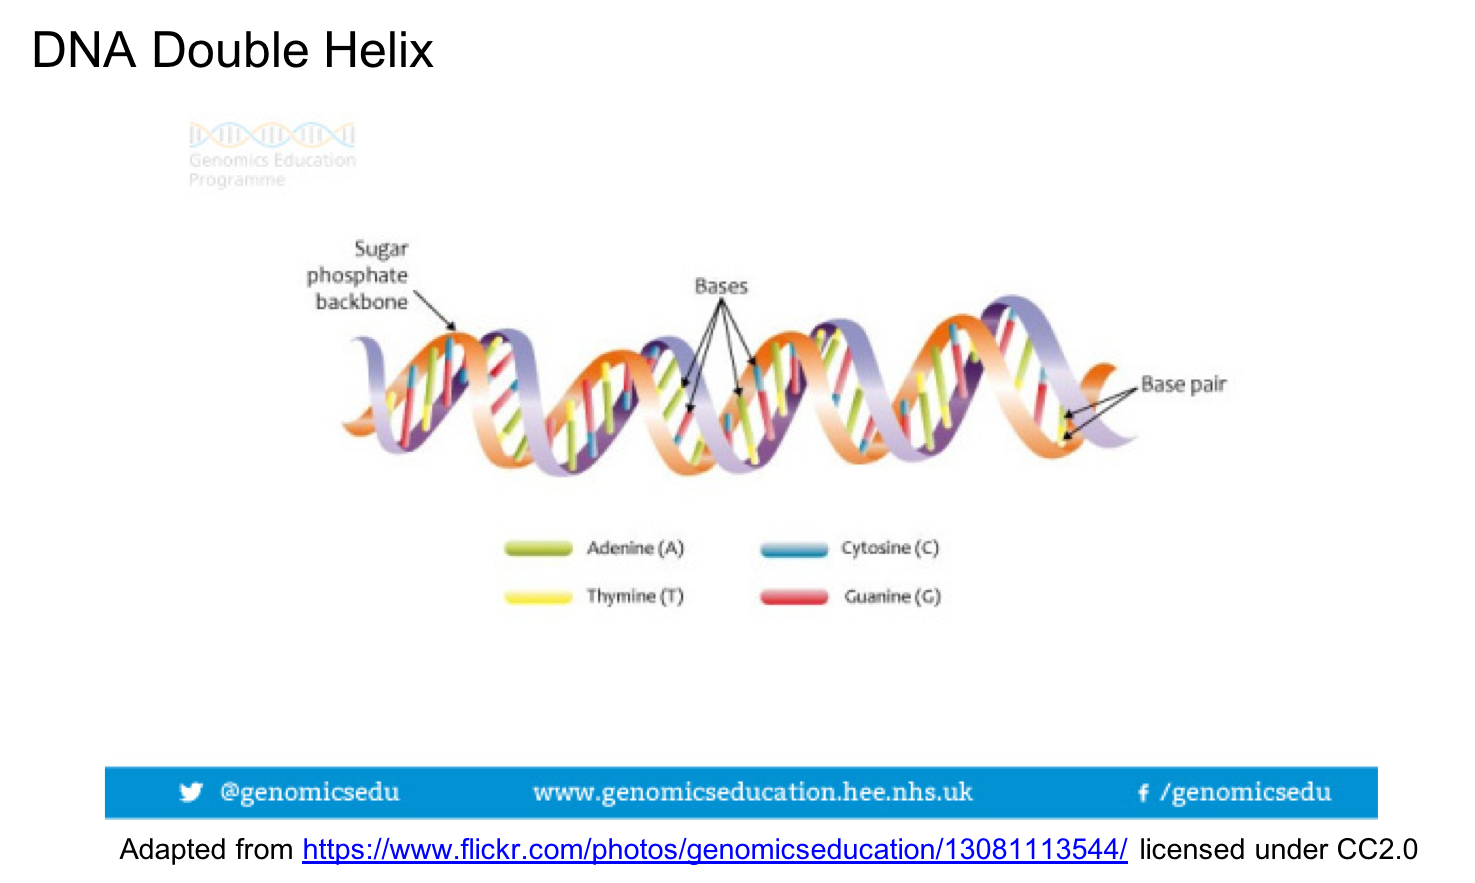 DNA Double Helix
Genomics Education
Programme
Sugar
phosphate
backbone
Bases
Base pair
Adenine (A)
Cytosine (C)
Thymine (T)
Guanine (G)
@genomicsedu
www.genomicseducation.hee.nhs.uk
/genomicsedu
Adapted from https://www.flickr.com/photos/genomicseducation/13081113544/ licensed under CC2.0